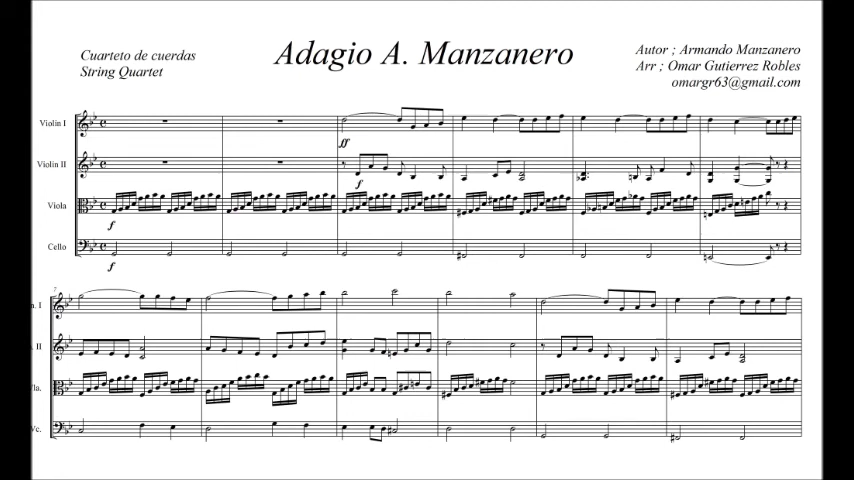 Adagio A. Manzanero
Cuarteto de cuerdas
String Quartet
Autor ; Armando Manzanero
Arr ; Omar Gutierrez Robles
omargr63@gmail.com
Violin I
ff
Violin II
f
Viola
f
Cello
f
7
n. I
. II
Vla.
Vc.